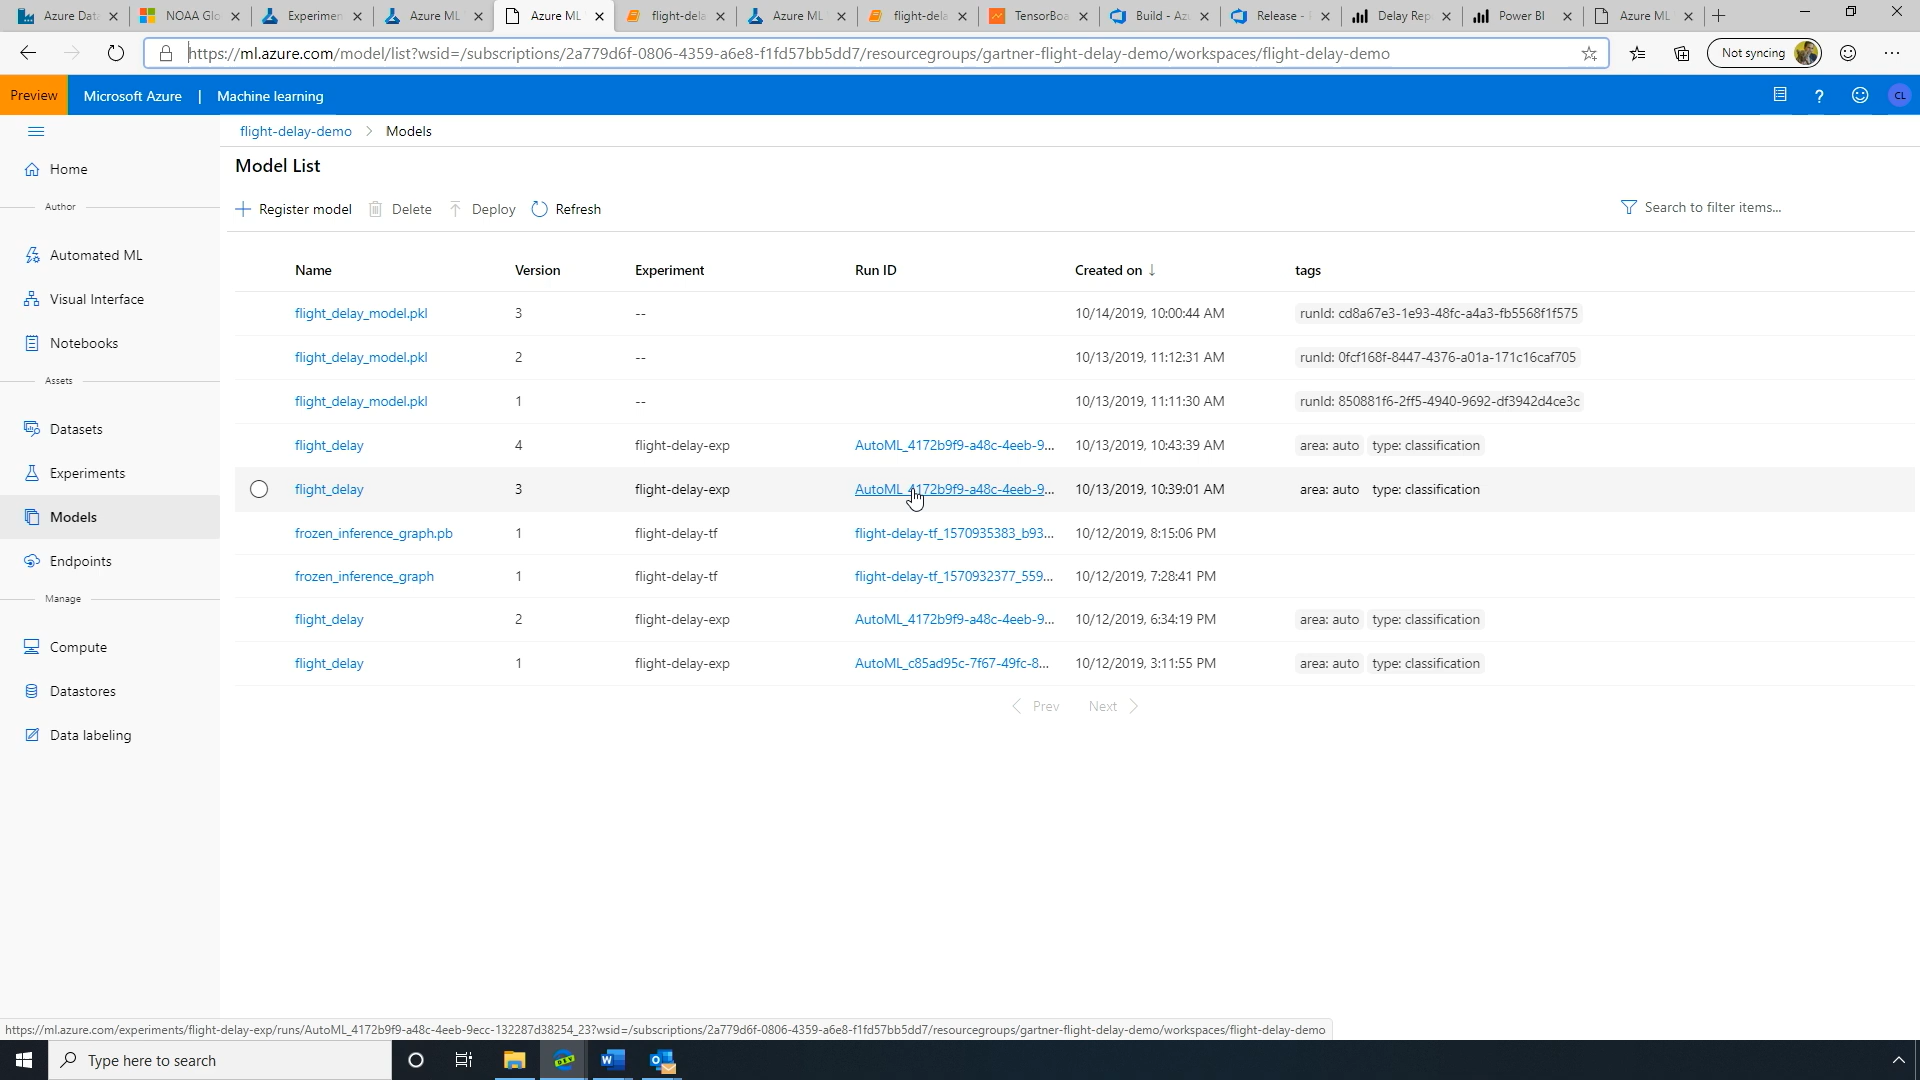 Azure Dat
NOAA Glo
Experimen
Azure ML
Azure ML
flight-dela
Azure ML
flight-dela
TensorBoa
Build - Az
Release -
Delay Rep
Power BI
Azure ML
https://ml.azure.com/model/list?wsid=/subscriptions/2a779d6f-0806-4359-a6e8-f1fd57bb5dd7/resourcegroups/gartner-flight-delay-demo/workspaces/flight-delay-demo
Not syncing
Preview
Microsoft Azure | Machine learning
? CL
flight-delay-demo > Models
Model List
Home
Author
Automated ML
Visual Interface
Notebooks
Assets
Datasets
Experiments
Models
Endpoints
Manage
Compute
Datastores
Data labeling
Register model Delete Deploy Refresh
Search to filter items...
Name Version Experiment Run ID Created on ↓ tags
flight_delay_model.pkl 3 -- 10/14/2019, 10:00:44 AM runId: cd8a67e3-1e93-48fc-a4a3-fb5568f1f575
flight_delay_model.pkl 2 -- 10/13/2019, 11:12:31 AM runId: 0fcf168f-8447-4376-a01a-171c16caf705
flight_delay_model.pkl 1 -- 10/13/2019, 11:11:30 AM runId: 850881f6-2ff5-4940-9692-df3942d4ce3c
flight_delay 4 flight-delay-exp AutoML_4172b9f9-a48c-4eeb-9... 10/13/2019, 10:43:39 AM area: auto type: classification
flight_delay 3 flight-delay-exp AutoML_4172b9f9-a48c-4eeb-9... 10/13/2019, 10:39:01 AM area: auto type: classification
frozen_inference_graph.pb 1 flight-delay-tf flight-delay-tf_1570935383_b93... 10/12/2019, 8:15:06 PM
frozen_inference_graph 1 flight-delay-tf flight-delay-tf_1570932377_559... 10/12/2019, 7:28:41 PM
flight_delay 2 flight-delay-exp AutoML_4172b9f9-a48c-4eeb-9... 10/12/2019, 6:34:19 PM area: auto type: classification
flight_delay 1 flight-delay-exp AutoML_c85ad95c-7f67-49fc-8... 10/12/2019, 3:11:55 PM area: auto type: classification
Prev Next
https://ml.azure.com/experiments/flight-delay-exp/runs/AutoML_4172b9f9-a48c-4eeb-9ecc-132287d38254_23?wsid=/subscriptions/2a779d6f-0806-4359-a6e8-f1fd57bb5dd7/resourcegroups/gartner-flight-delay-demo/workspaces/flight-delay-demo
Type here to search